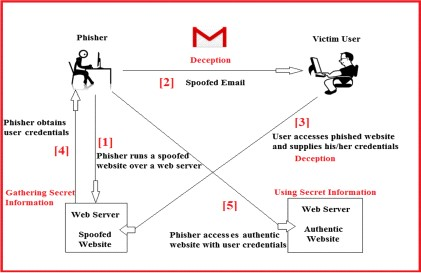 Phisher
Victim User
Deception
[2]
Spoofed Email
[3]
Phisher obtains
user credentials
[4]
[1]
Phisher runs a spoofed
website over a web server
User accesses phished website
and supplies his/her credentials
Deception
Gathering Secret
Information
[5]
Using Secret Information
Web Server
Spoofed
Website
Phisher accesses authentic
website with user credentials
Web Server
Authentic
Website